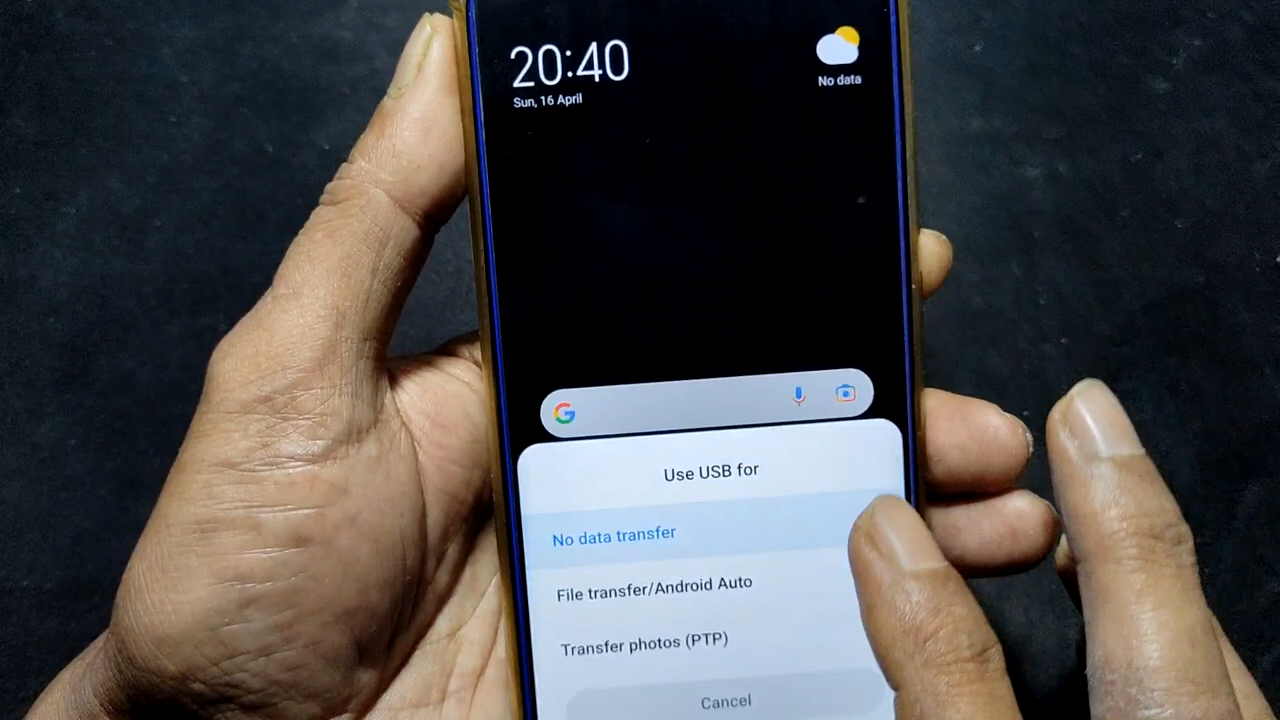 20:40
Sun, 16 April
No data
Use USB for
No data transfer
File transfer/Android Auto
Transfer photos (PTP)
Cancel